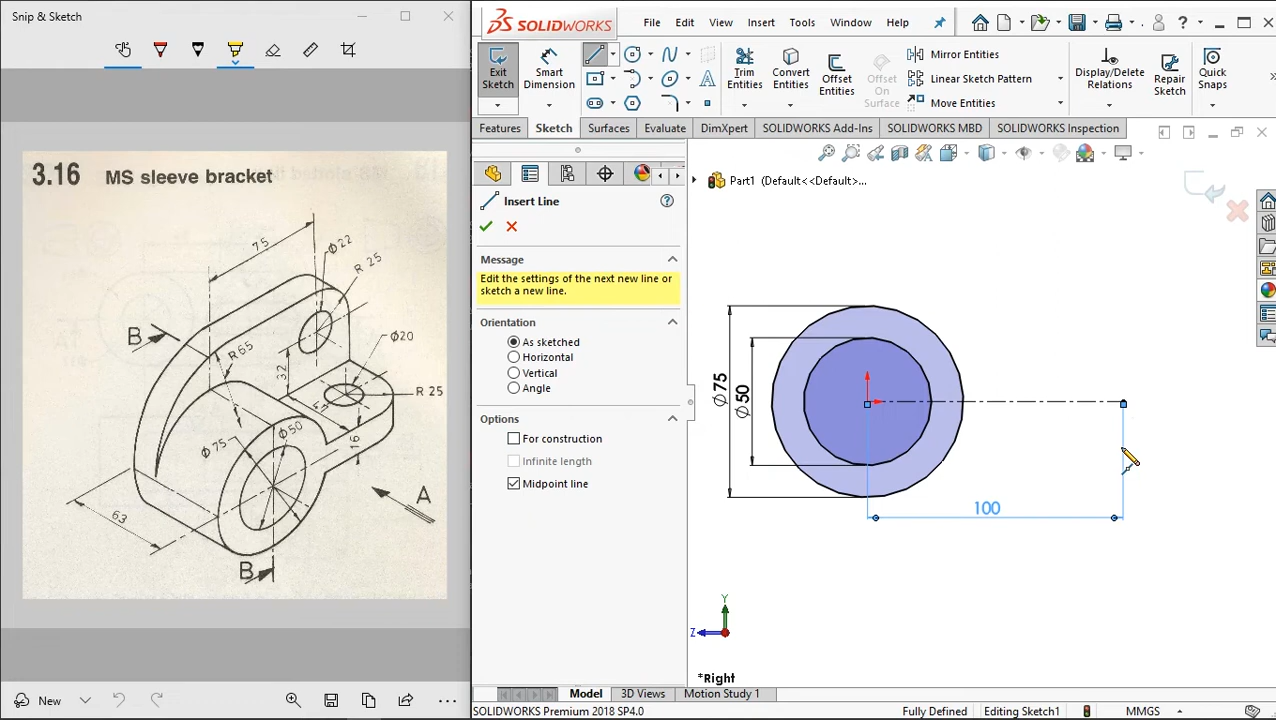 Snip & Sketch
SOLIDWORKS
File Edit View Insert Tools Window Help
Exit Sketch
Smart Dimension
Trim Entities
Convert Entities
Offset Entities
Offset On Surface
Mirror Entities
Linear Sketch Pattern
Move Entities
Display/Delete Relations
Repair Sketch
Quick Snaps
Features Sketch Surfaces Evaluate DimXpert SOLIDWORKS Add-Ins SOLIDWORKS MBD SOLIDWORKS Inspection
3.16 MS sleeve bracket
75
Φ22
R 25
B
R65
32
Φ20
R 25
Φ75
Φ50
16
63
A
B
New
Insert Line
Message
Edit the settings of the next new line or
sketch a new line.
Orientation
As sketched
Horizontal
Vertical
Angle
Options
For construction
Infinite length
Midpoint line
Part1 (Default<<Default>...
Φ75
Φ50
100
Y
Z
*Right
Model 3D Views Motion Study 1
SOLIDWORKS Premium 2018 SP4.0
Fully Defined Editing Sketch1 MMGS